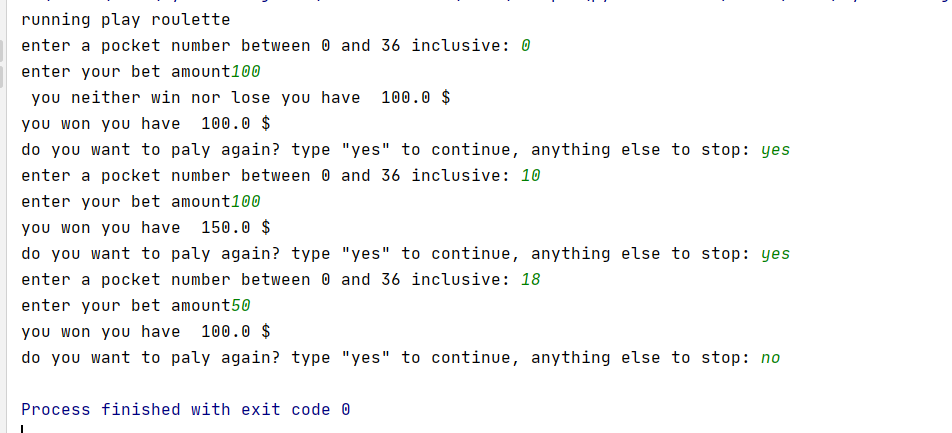 running play roulette
enter a pocket number between 0 and 36 inclusive: 0
enter your bet amount100
 you neither win nor lose you have  100.0 $
you won you have  100.0 $
do you want to paly again? type "yes" to continue, anything else to stop: yes
enter a pocket number between 0 and 36 inclusive: 10
enter your bet amount100
you won you have  150.0 $
do you want to paly again? type "yes" to continue, anything else to stop: yes
enter a pocket number between 0 and 36 inclusive: 18
enter your bet amount50
you won you have  100.0 $
do you want to paly again? type "yes" to continue, anything else to stop: no
Process finished with exit code 0